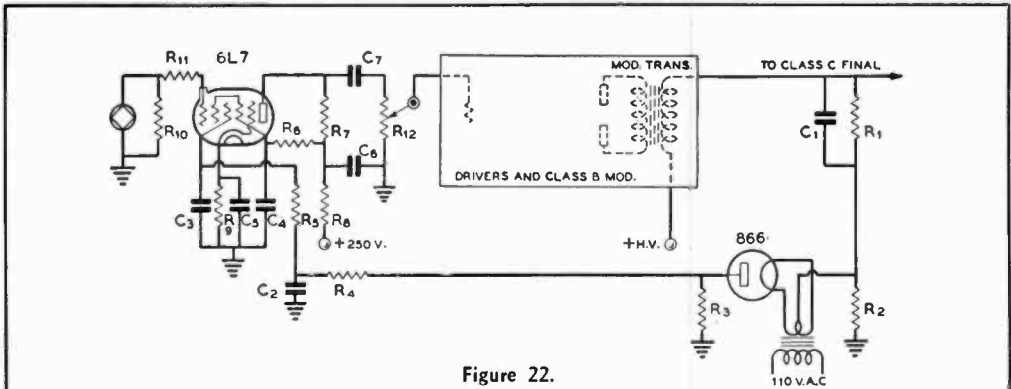 6L7
R11
R10
C7
R6
R7
R12
C6
C3
R9
C5
C4
R5
R8
+250 V.
C2
R4
MOD. TRANS.
DRIVERS AND CLASS B MOD.
+H.V.
TO CLASS C FINAL
C1
R1
866
R3
R2
110 V.A.C
Figure 22.